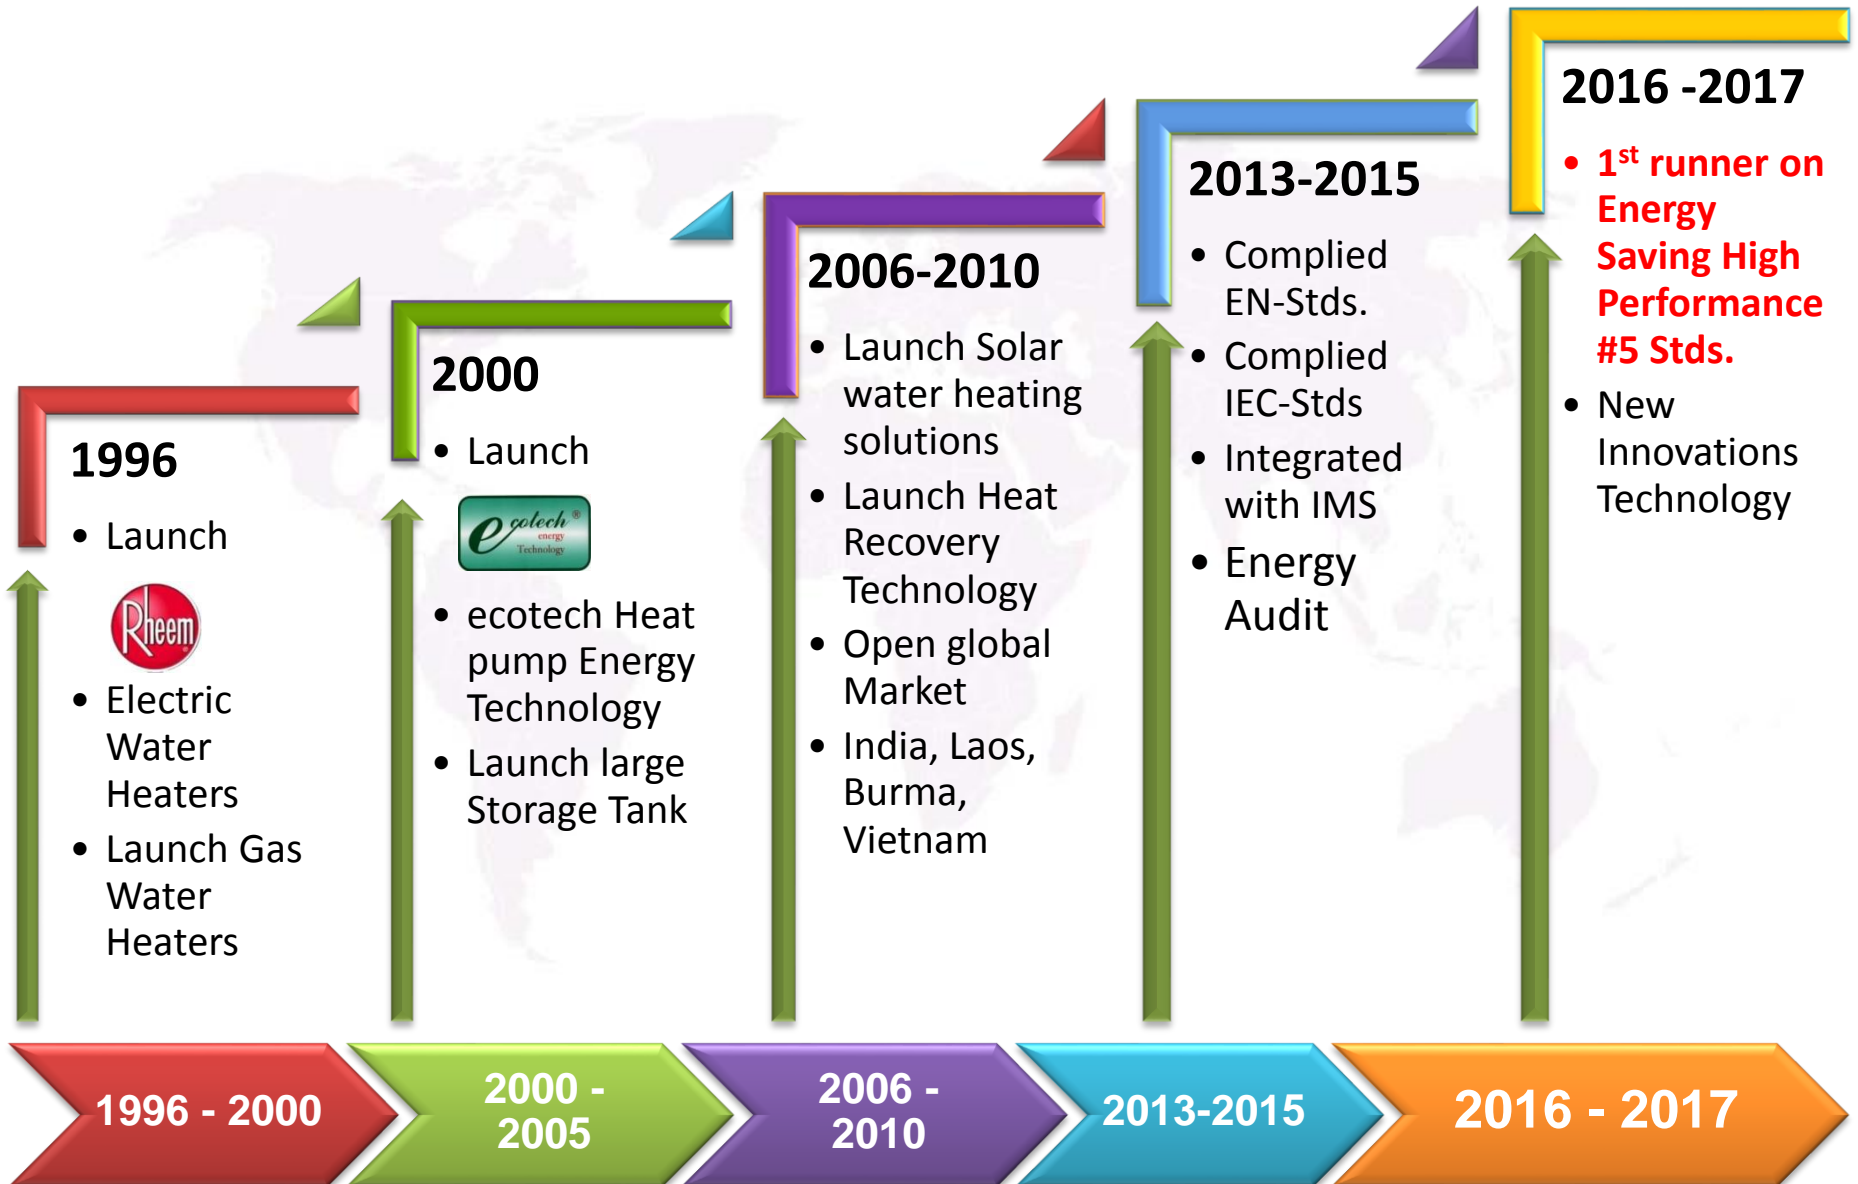 1996
• Launch
Rheem
• Electric
Water
Heaters
• Launch Gas
Water
Heaters
2000
• Launch
ecotech ®
energy
Technology
• ecotech Heat
pump Energy
Technology
• Launch large
Storage Tank
2006-2010
• Launch Solar
water heating
solutions
• Launch Heat
Recovery
Technology
• Open global
Market
• India, Laos,
Burma,
Vietnam
2013-2015
• Complied
EN-Stds.
• Complied
IEC-Stds
• Integrated
with IMS
• Energy
Audit
2016 -2017
• 1st runner on
Energy
Saving High
Performance
#5 Stds.
• New
Innovations
Technology
1996 - 2000
2000 -
2005
2006 -
2010
2013-2015
2016 - 2017